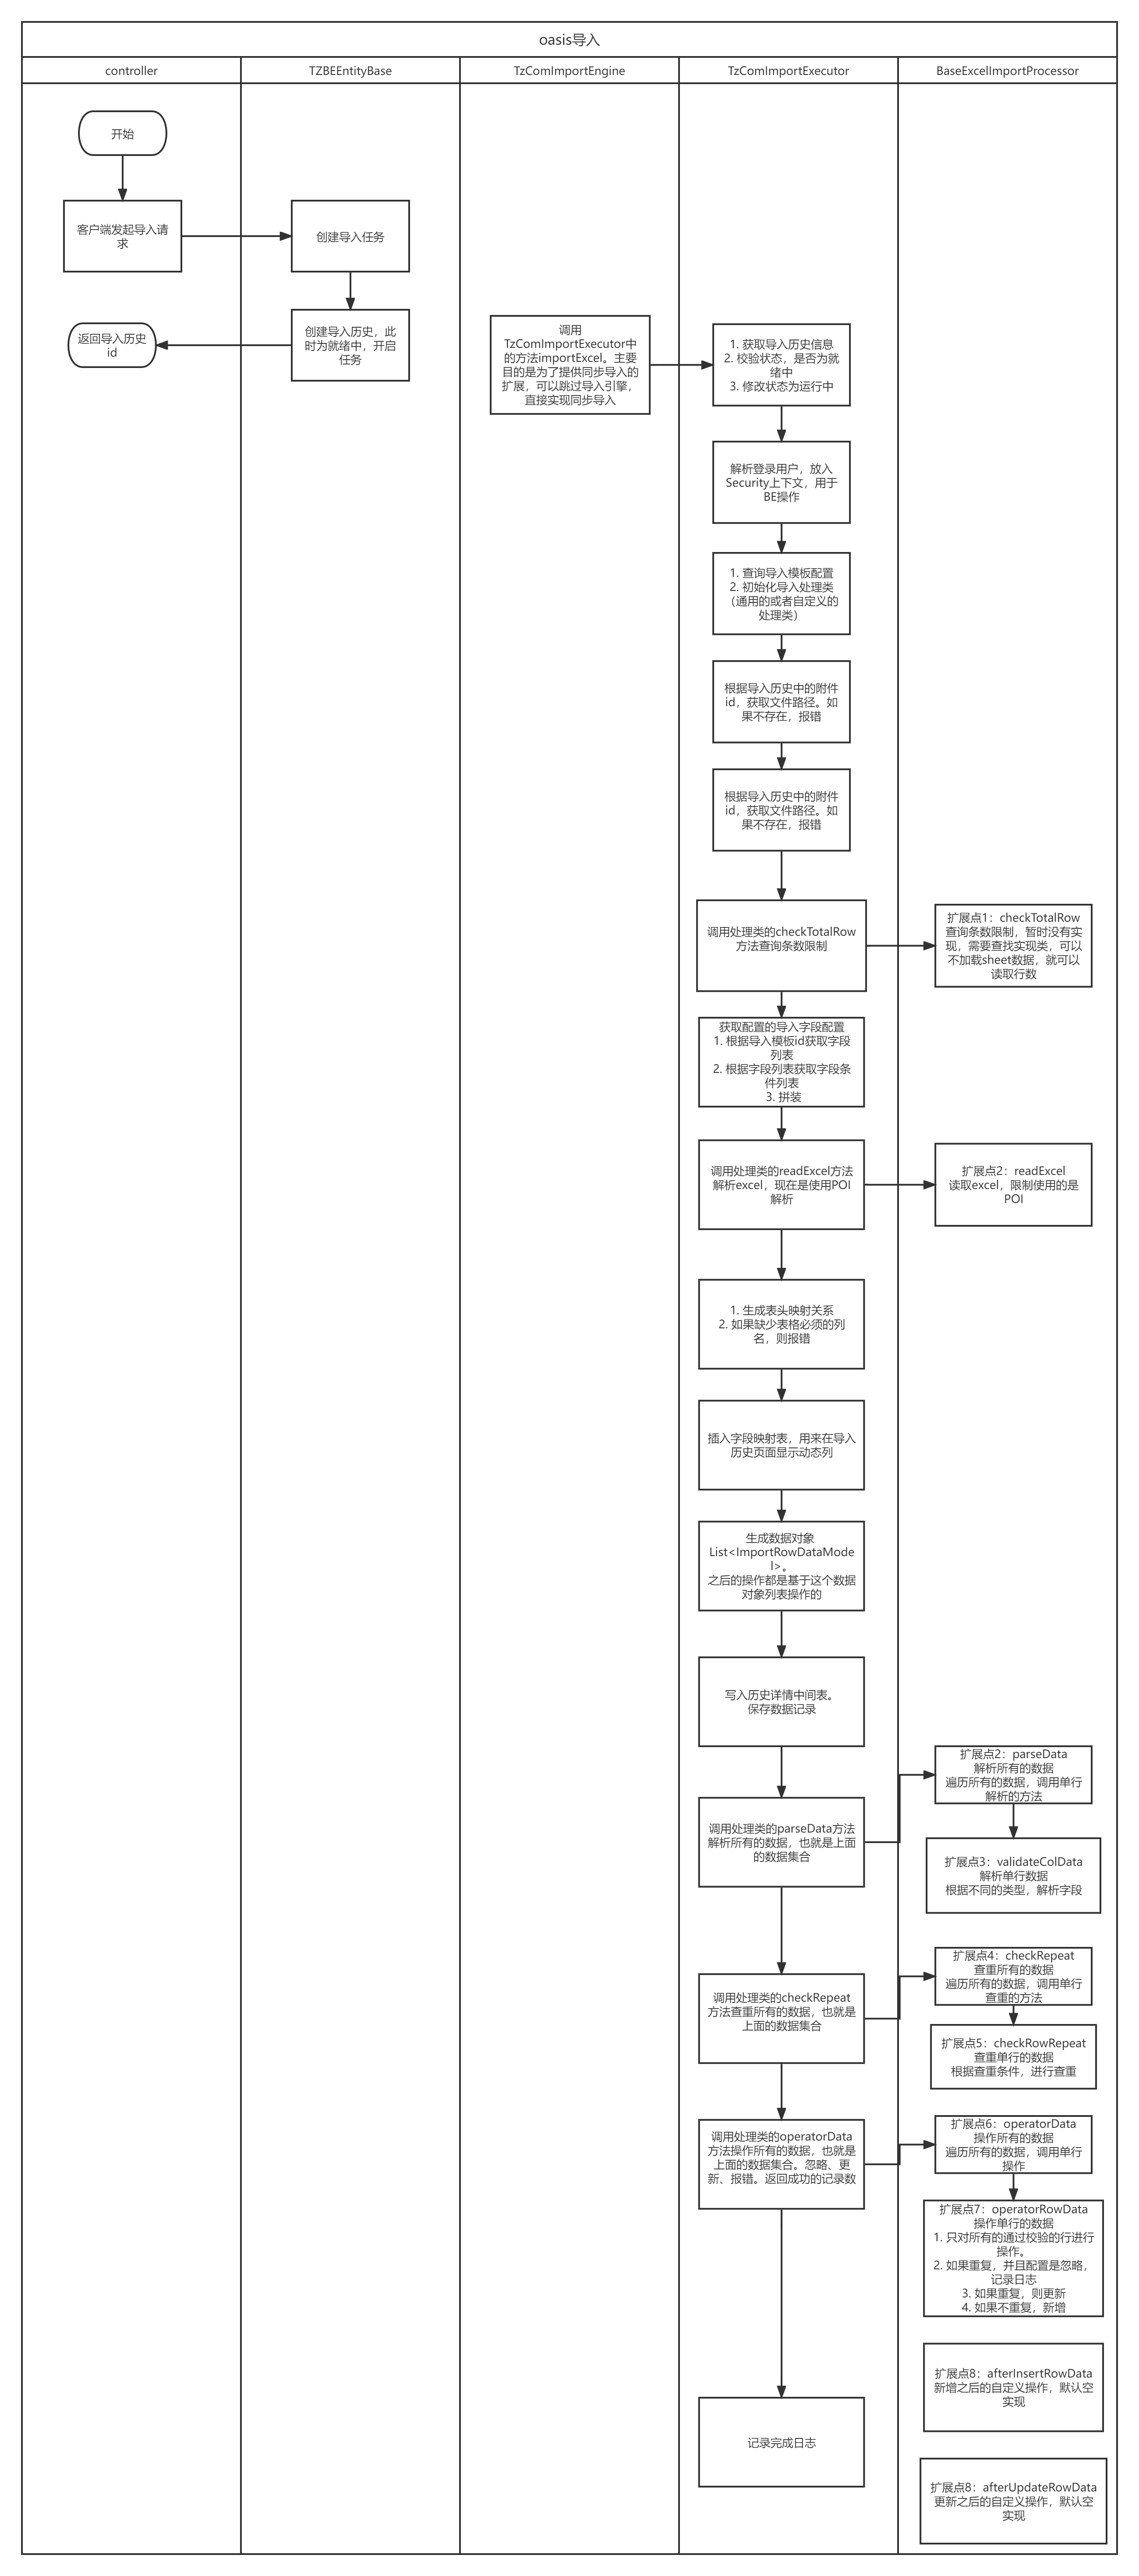 oasis导入
controller
TZBEEntityBase
TzComImportEngine
TzComImportExecutor
BaseExcelImportProcessor
开始
客户端发起导入请
求
创建导入任务
创建导入历史，此
时为就绪中，开启
任务
返回导入历史
id
调用
TzComImportExecutor中
的方法importExcel。主要
目的是为了提供同步导入的
扩展，可以跳过导入引擎，
直接实现同步导入
1. 获取导入历史信息
2. 校验状态，是否为就
绪中
3. 修改状态为运行中
解析登录用户，放入
Security上下文，用于
BE操作
1. 查询导入模板配置
2. 初始化导入处理类
（通用的或者自定义的
处理类）
根据导入历史中的附件
id，获取文件路径。如
果不存在，报错
根据导入历史中的附件
id，获取文件路径。如
果不存在，报错
调用处理类的checkTotalRow
方法查询条数限制
扩展点1：checkTotalRow
查询条数限制，暂时没有实
现，需要查找实现类，可以
不加载sheet数据，就可以
读取行数
获取配置的导入字段配置
1. 根据导入模板id获取字段
列表
2. 根据字段列表获取字段条
件列表
3. 拼装
调用处理类的readExcel方法
解析excel，现在是使用POI
解析
扩展点2：readExcel
读取excel，限制使用的是
POI
1. 生成表头映射关系
2. 如果缺少表格必须的列
名，则报错
插入字段映射表，用来在导入
历史页面显示动态列
生成数据对象
List<ImportRowDataMode
l>。
之后的操作都是基于这个数据
对象列表操作的
写入历史详情中间表。
保存数据记录
调用处理类的parseData方法
解析所有的数据，也就是上面
的数据集合
扩展点2：parseData
解析所有的数据
遍历所有的数据，调用单行
解析的方法
扩展点3：validateColData
解析单行数据
根据不同的类型，解析字段
调用处理类的checkRepeat
方法查重所有的数据，也就是
上面的数据集合
扩展点4：checkRepeat
查重所有的数据
遍历所有的数据，调用单行
查重的方法
扩展点5：checkRowRepeat
查重单行的数据
根据查重条件，进行查重
调用处理类的operatorData
方法操作所有的数据，也就是
上面的数据集合。忽略、更
新、报错。返回成功的记录数
扩展点6：operatorData
操作所有的数据
遍历所有的数据，调用单行
操作
扩展点7：operatorRowData
操作单行的数据
1. 只对所有的通过校验的行进行
操作。
2. 如果重复，并且配置是忽略，
记录日志
3. 如果重复，则更新
4. 如果不重复，新增
扩展点8：afterInsertRowData
新增之后的自定义操作，默认空
实现
记录完成日志
扩展点8：afterUpdateRowData
更新之后的自定义操作，默认空
实现